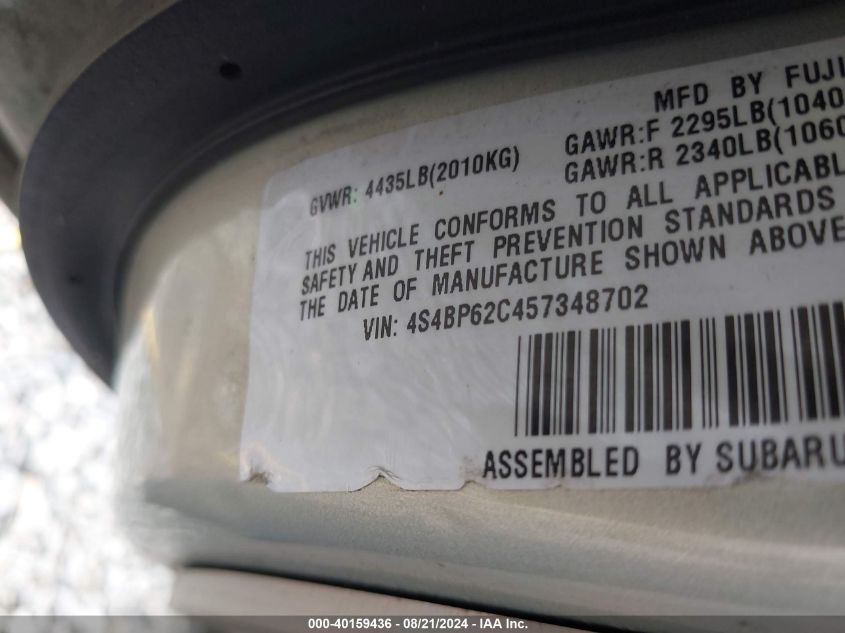 MFD BY FUJI
GVWR: 4435LB(2010KG)
GAWR:F 2295LB(1040
GAWR:R 2340LB(1060
THIS VEHICLE CONFORMS TO ALL APPLICABL
SAFETY AND THEFT PREVENTION STANDARDS
THE DATE OF MANUFACTURE SHOWN ABOVE
VIN: 4S4BP62C457348702
ASSEMBLED BY SUBARU
000-40159436 - 08/21/2024 - IAA Inc.